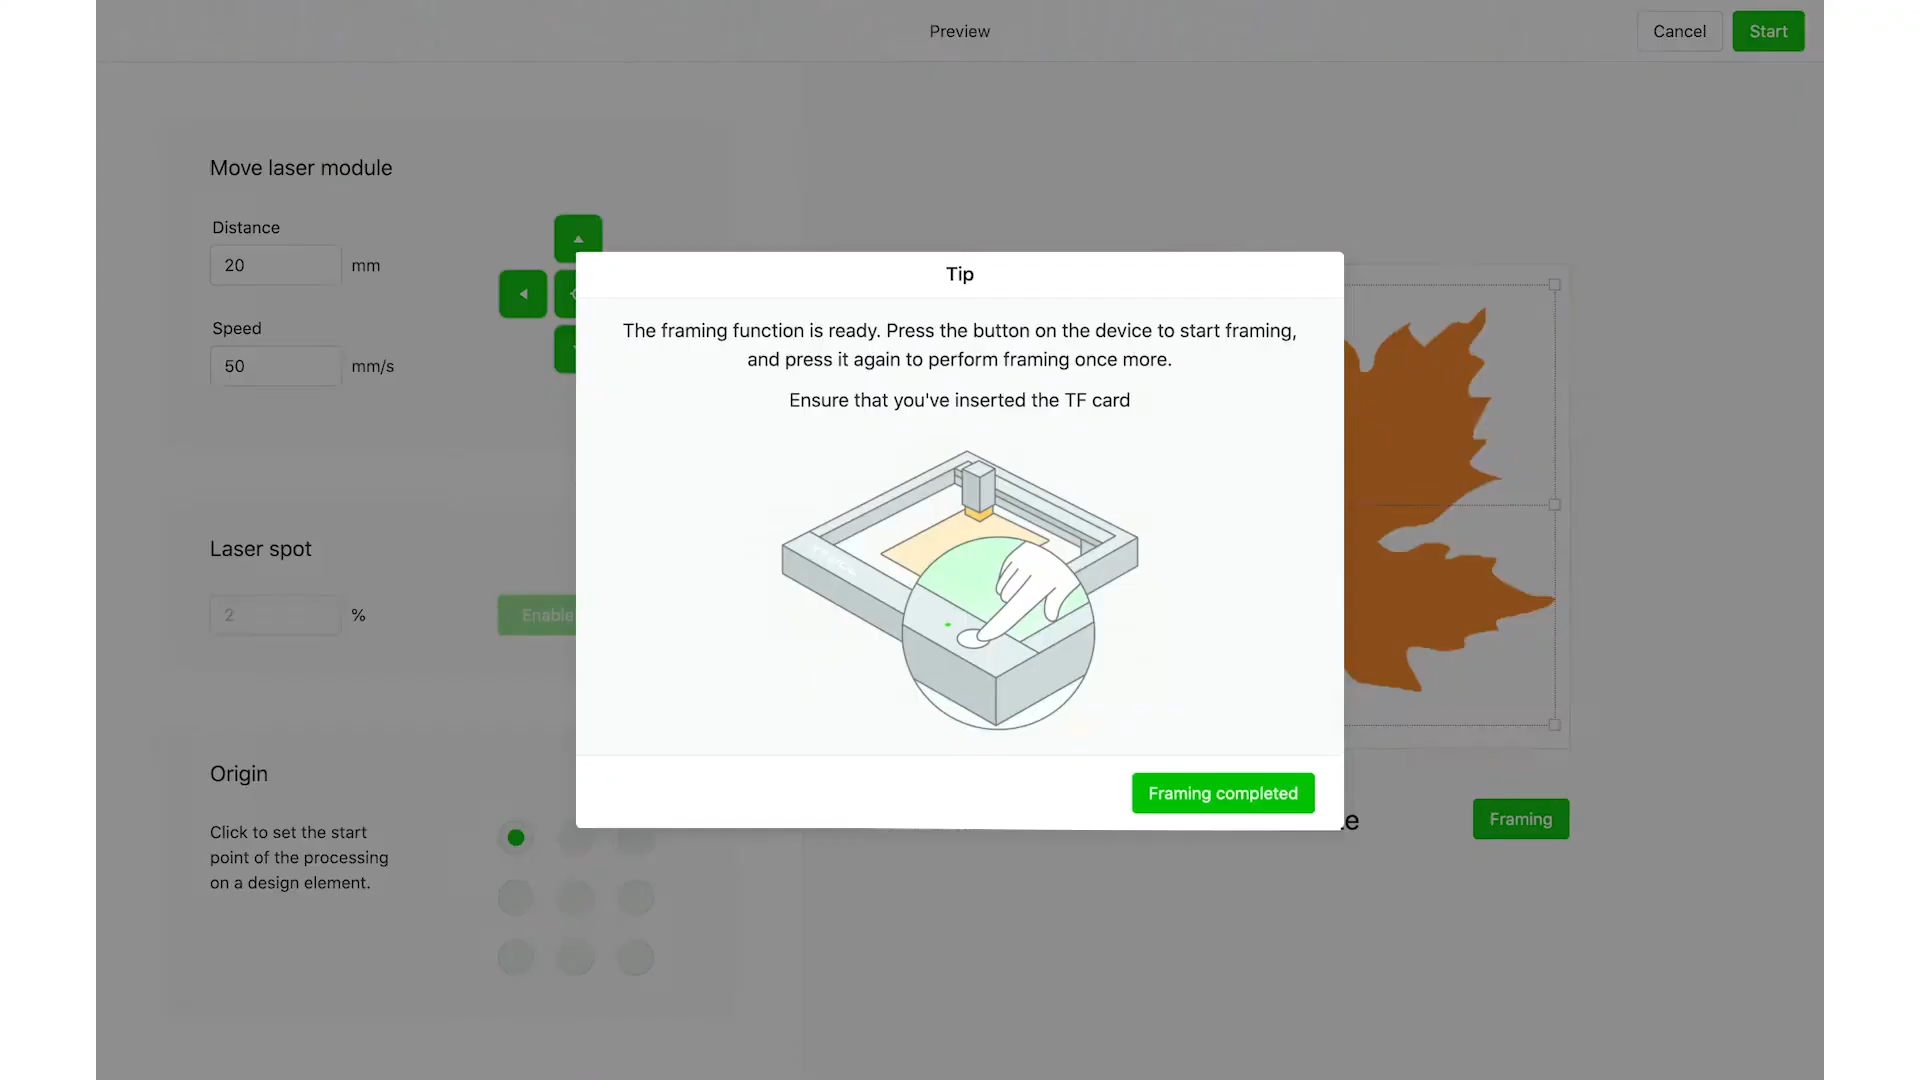 Preview
Cancel
Start
Move laser module
Distance
20
mm
Speed
50
mm/s
Tip
The framing function is ready. Press the button on the device to start framing,
and press it again to perform framing once more.
Ensure that you've inserted the TF card
Laser spot
2
%
Enable
Origin
Click to set the start
point of the processing
on a design element.
Framing completed
Framing